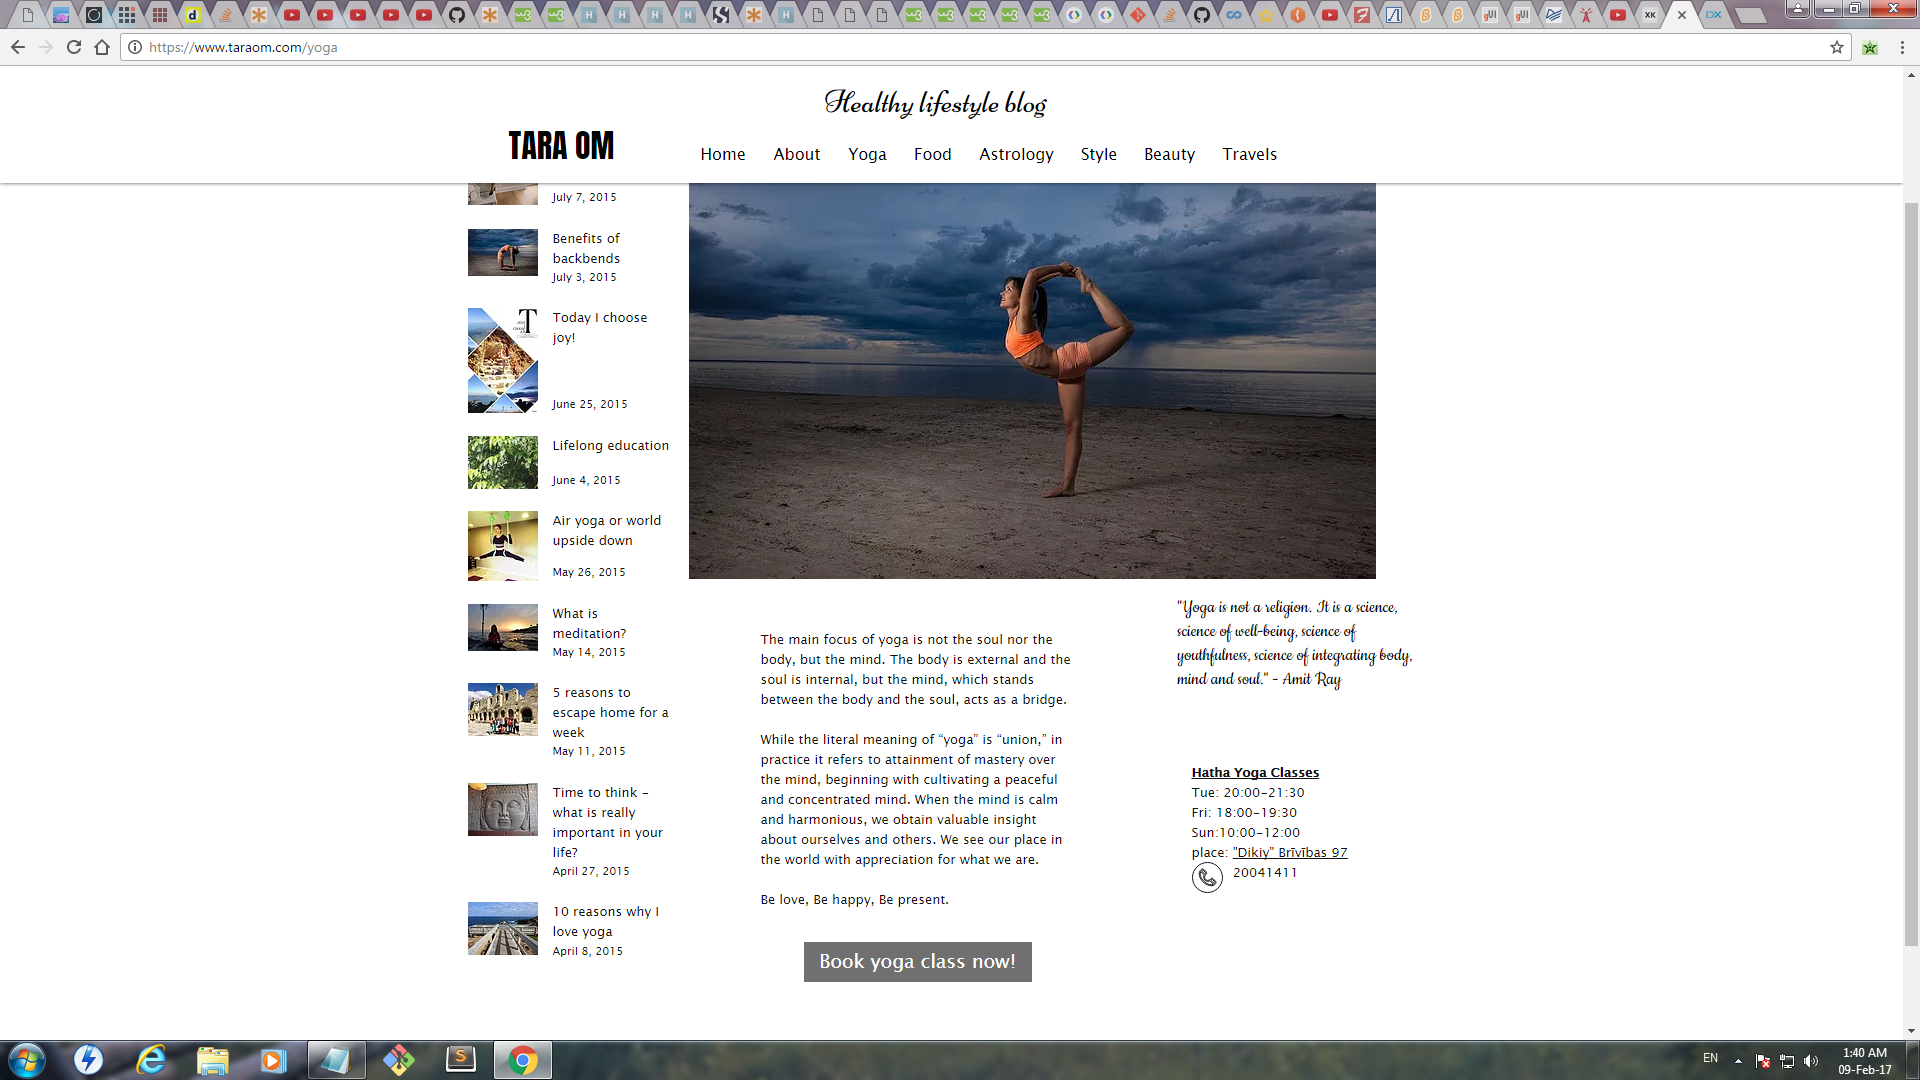 https://www.taraom.com/yoga
Healthy lifestyle blog
TARA OM
Home About Yoga Food Astrology Style Beauty Travels
July 7, 2015
Benefits of
backbends
July 3, 2015
Today I choose
joy!
June 25, 2015
Lifelong education
June 4, 2015
Air yoga or world
upside down
May 26, 2015
What is
meditation?
May 14, 2015
5 reasons to
escape home for a
week
May 11, 2015
Time to think -
what is really
important in your
life?
April 27, 2015
10 reasons why I
love yoga
April 8, 2015
The main focus of yoga is not the soul nor the
body, but the mind. The body is external and the
soul is internal, but the mind, which stands
between the body and the soul, acts as a bridge.
While the literal meaning of “yoga” is “union,” in
practice it refers to attainment of mastery over
the mind, beginning with cultivating a peaceful
and concentrated mind. When the mind is calm
and harmonious, we obtain valuable insight
about ourselves and others. We see our place in
the world with appreciation for what we are.
Be love, Be happy, Be present.
Book yoga class now!
"Yoga is not a religion. It is a science,
science of well-being, science of
youthfulness, science of integrating body,
mind and soul." - Amit Ray
Hatha Yoga Classes
Tue: 20:00-21:30
Fri: 18:00-19:30
Sun:10:00-12:00
place: "Dikiy" Brīvības 97
20041411
EN
1:40 AM
09-Feb-17